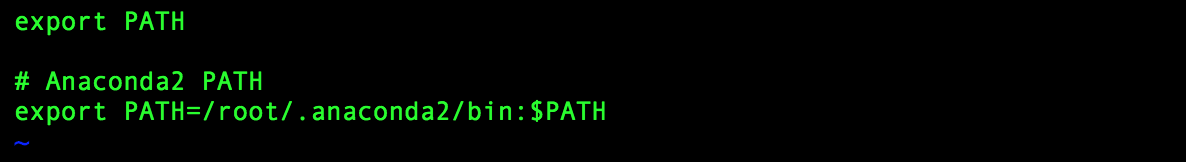 export PATH
# Anaconda2 PATH
export PATH=/root/.anaconda2/bin:$PATH
~